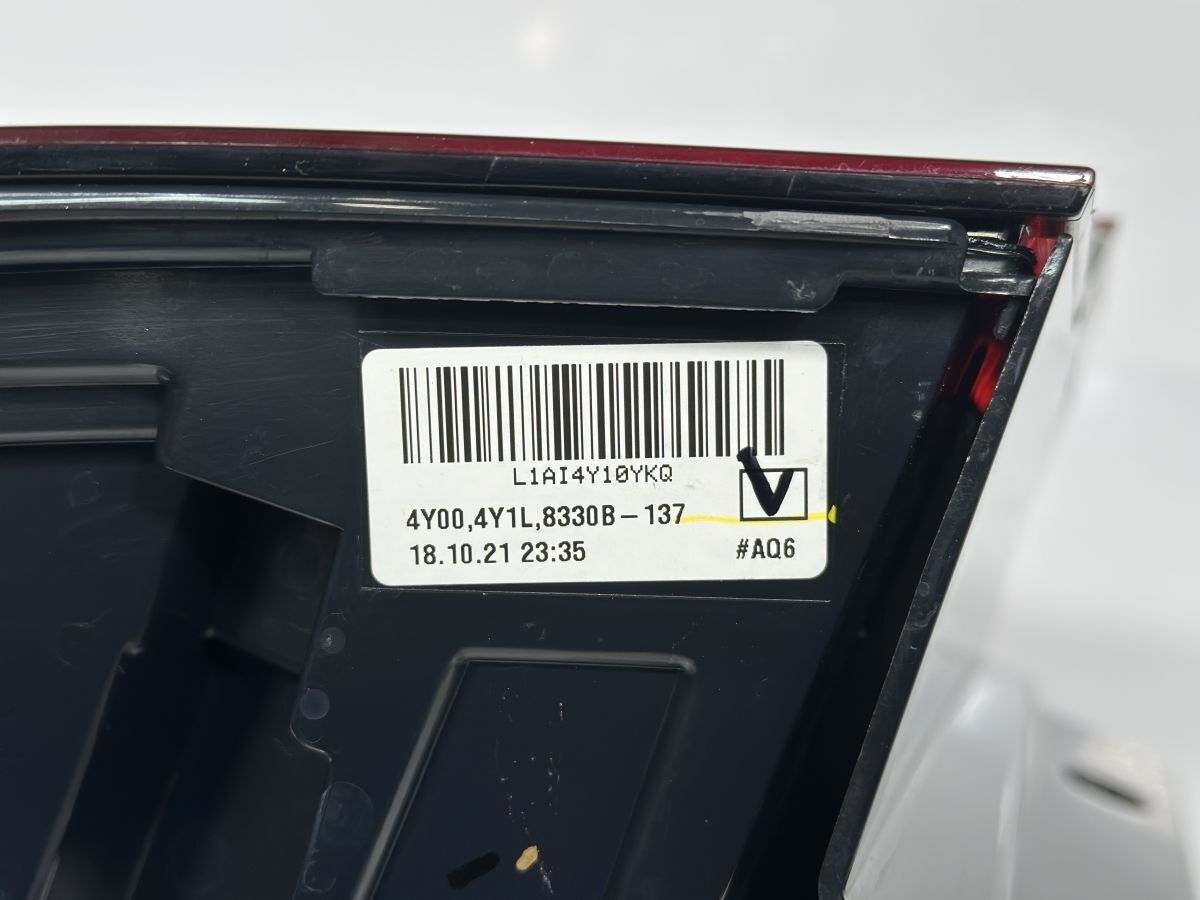 L1AI4Y10YKQ
4Y00,4Y1L,8330B-137
V
18.10.21 23:35
#AQ6